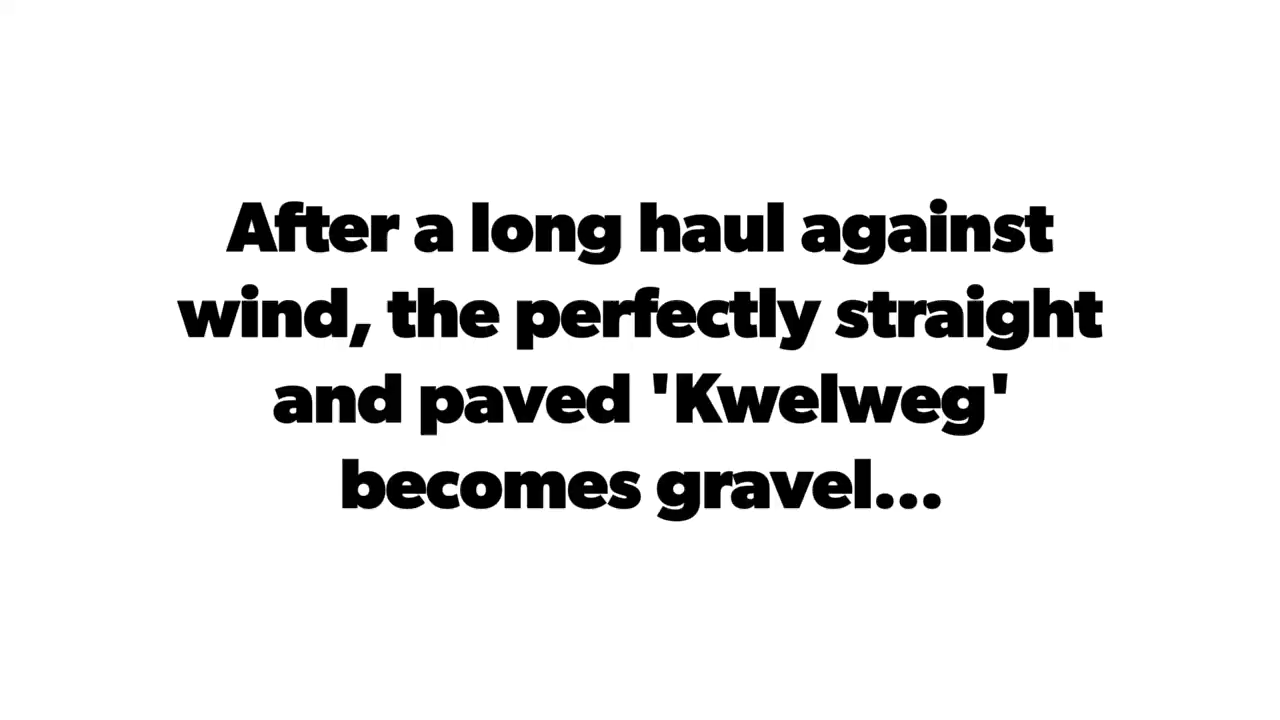 After a long haul against
wind, the perfectly straight
and paved 'Kwelweg'
becomes gravel...